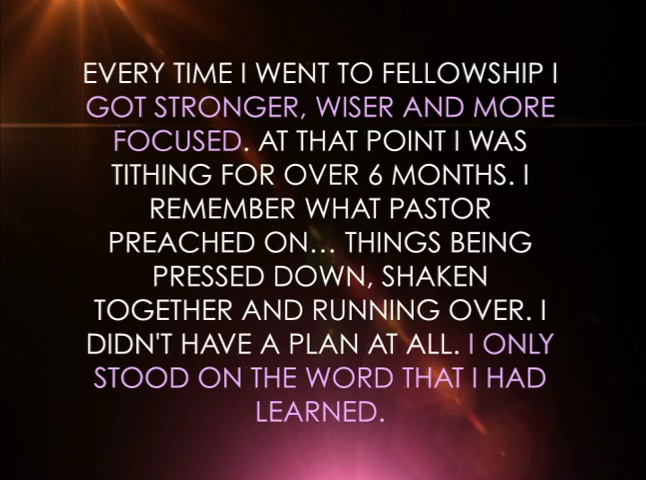 EVERY TIME I WENT TO FELLOWSHIP I
GOT STRONGER, WISER AND MORE
FOCUSED. AT THAT POINT I WAS
TITHING FOR OVER 6 MONTHS. I
REMEMBER WHAT PASTOR
PREACHED ON... THINGS BEING
PRESSED DOWN, SHAKEN
TOGETHER AND RUNNING OVER. I
DIDN'T HAVE A PLAN AT ALL. I ONLY
STOOD ON THE WORD THAT I HAD
LEARNED.